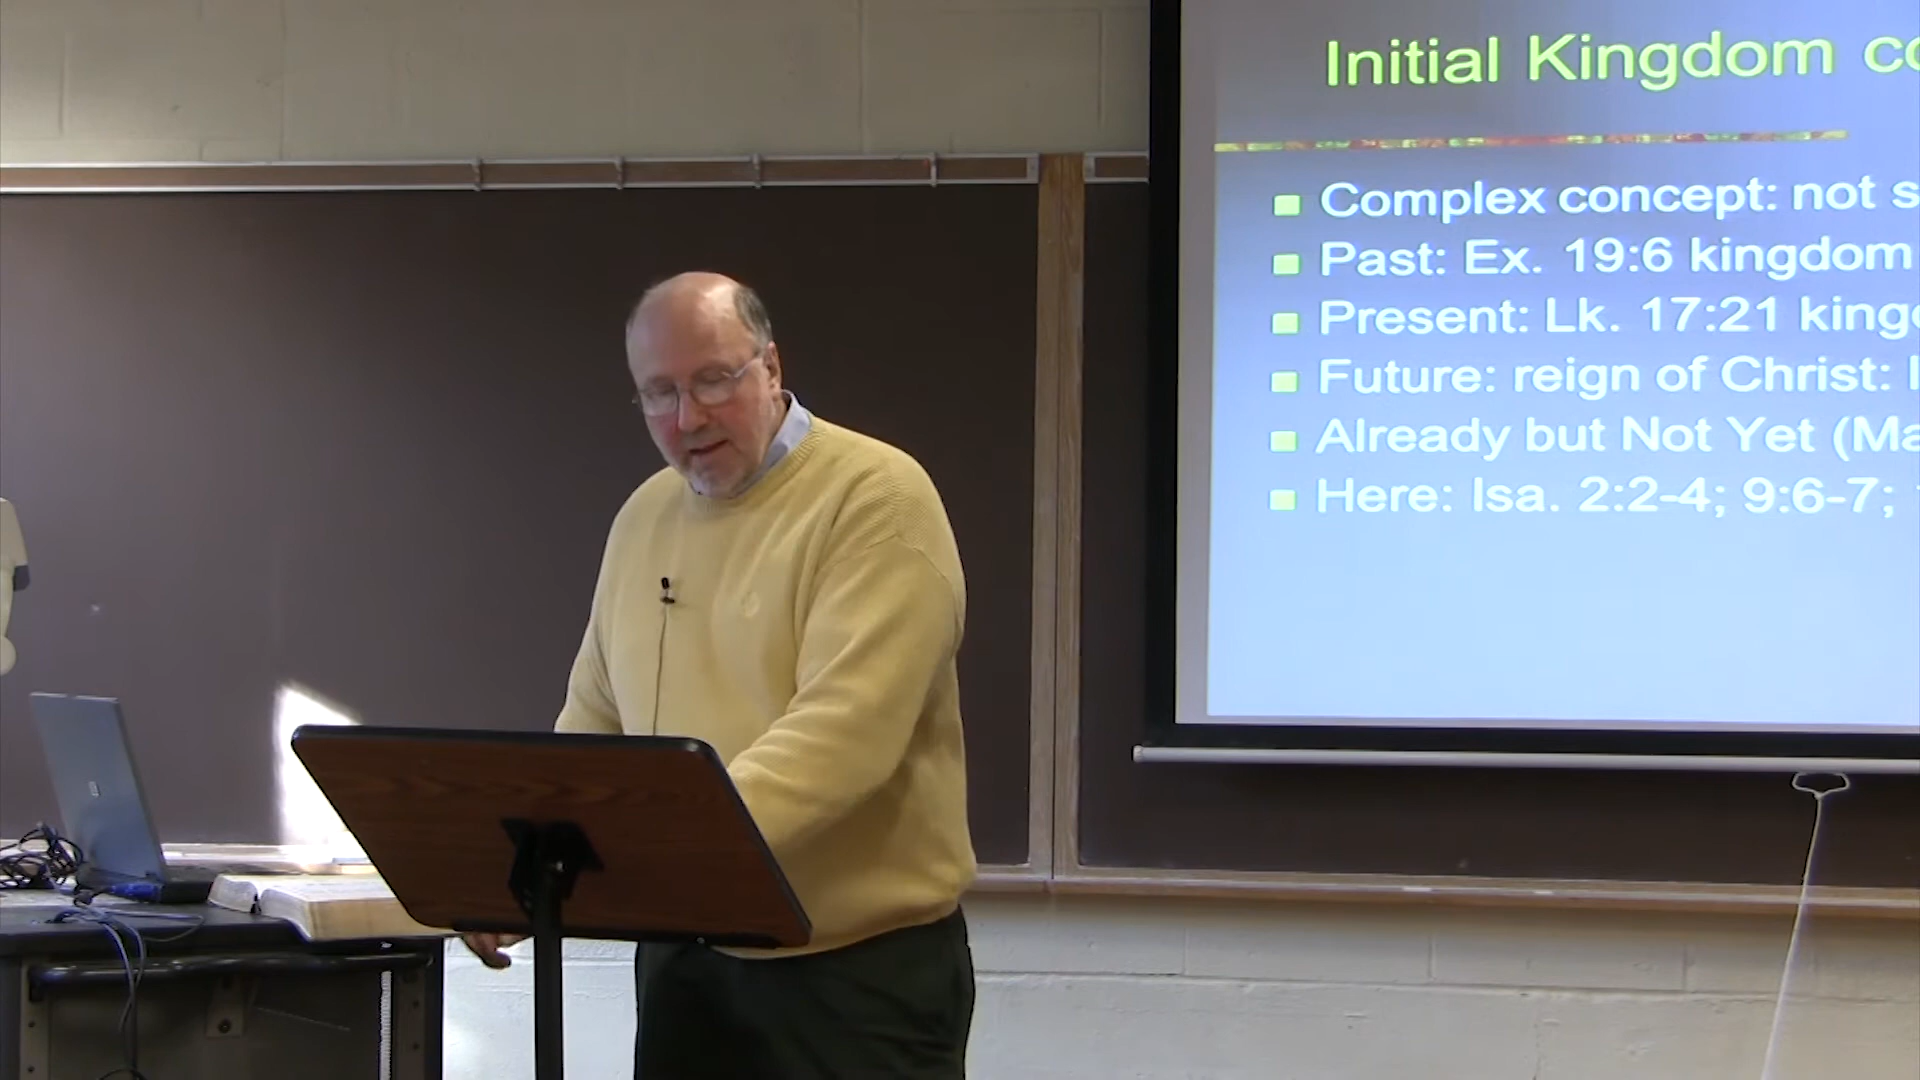 Initial Kingdom co
Complex concept: not s
Past: Ex. 19:6 kingdom
Present: Lk. 17:21 kingd
Future: reign of Christ:
Already but Not Yet (Ma
Here: Isa. 2:2-4; 9:6-7;